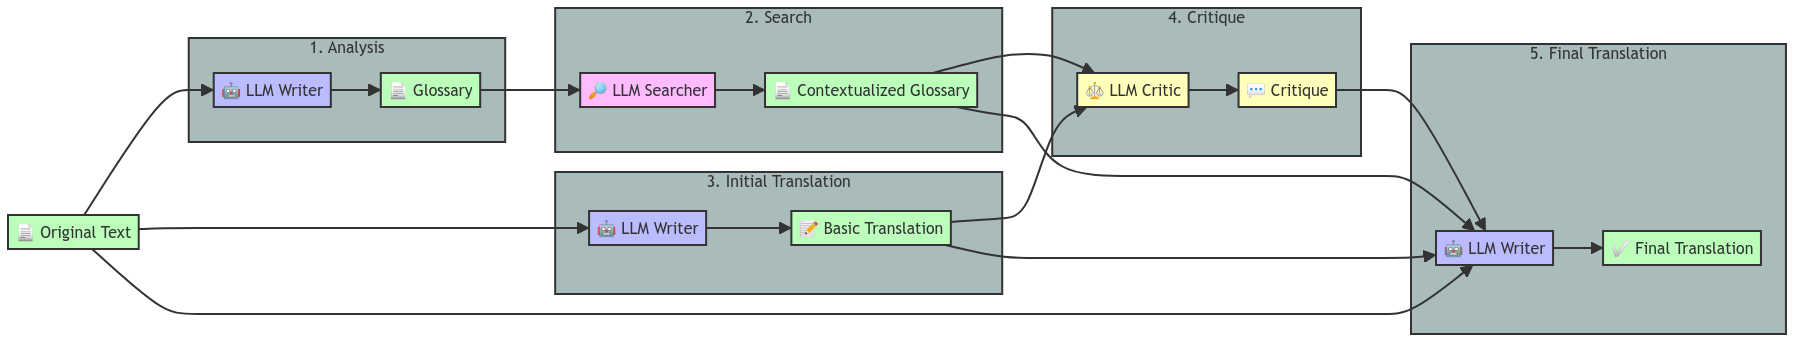 1. Analysis
🤖 LLM Writer
📄 Glossary
2. Search
🔎 LLM Searcher
📄 Contextualized Glossary
3. Initial Translation
🤖 LLM Writer
📝 Basic Translation
4. Critique
⚖️ LLM Critic
💬 Critique
5. Final Translation
🤖 LLM Writer
✅ Final Translation
📄 Original Text